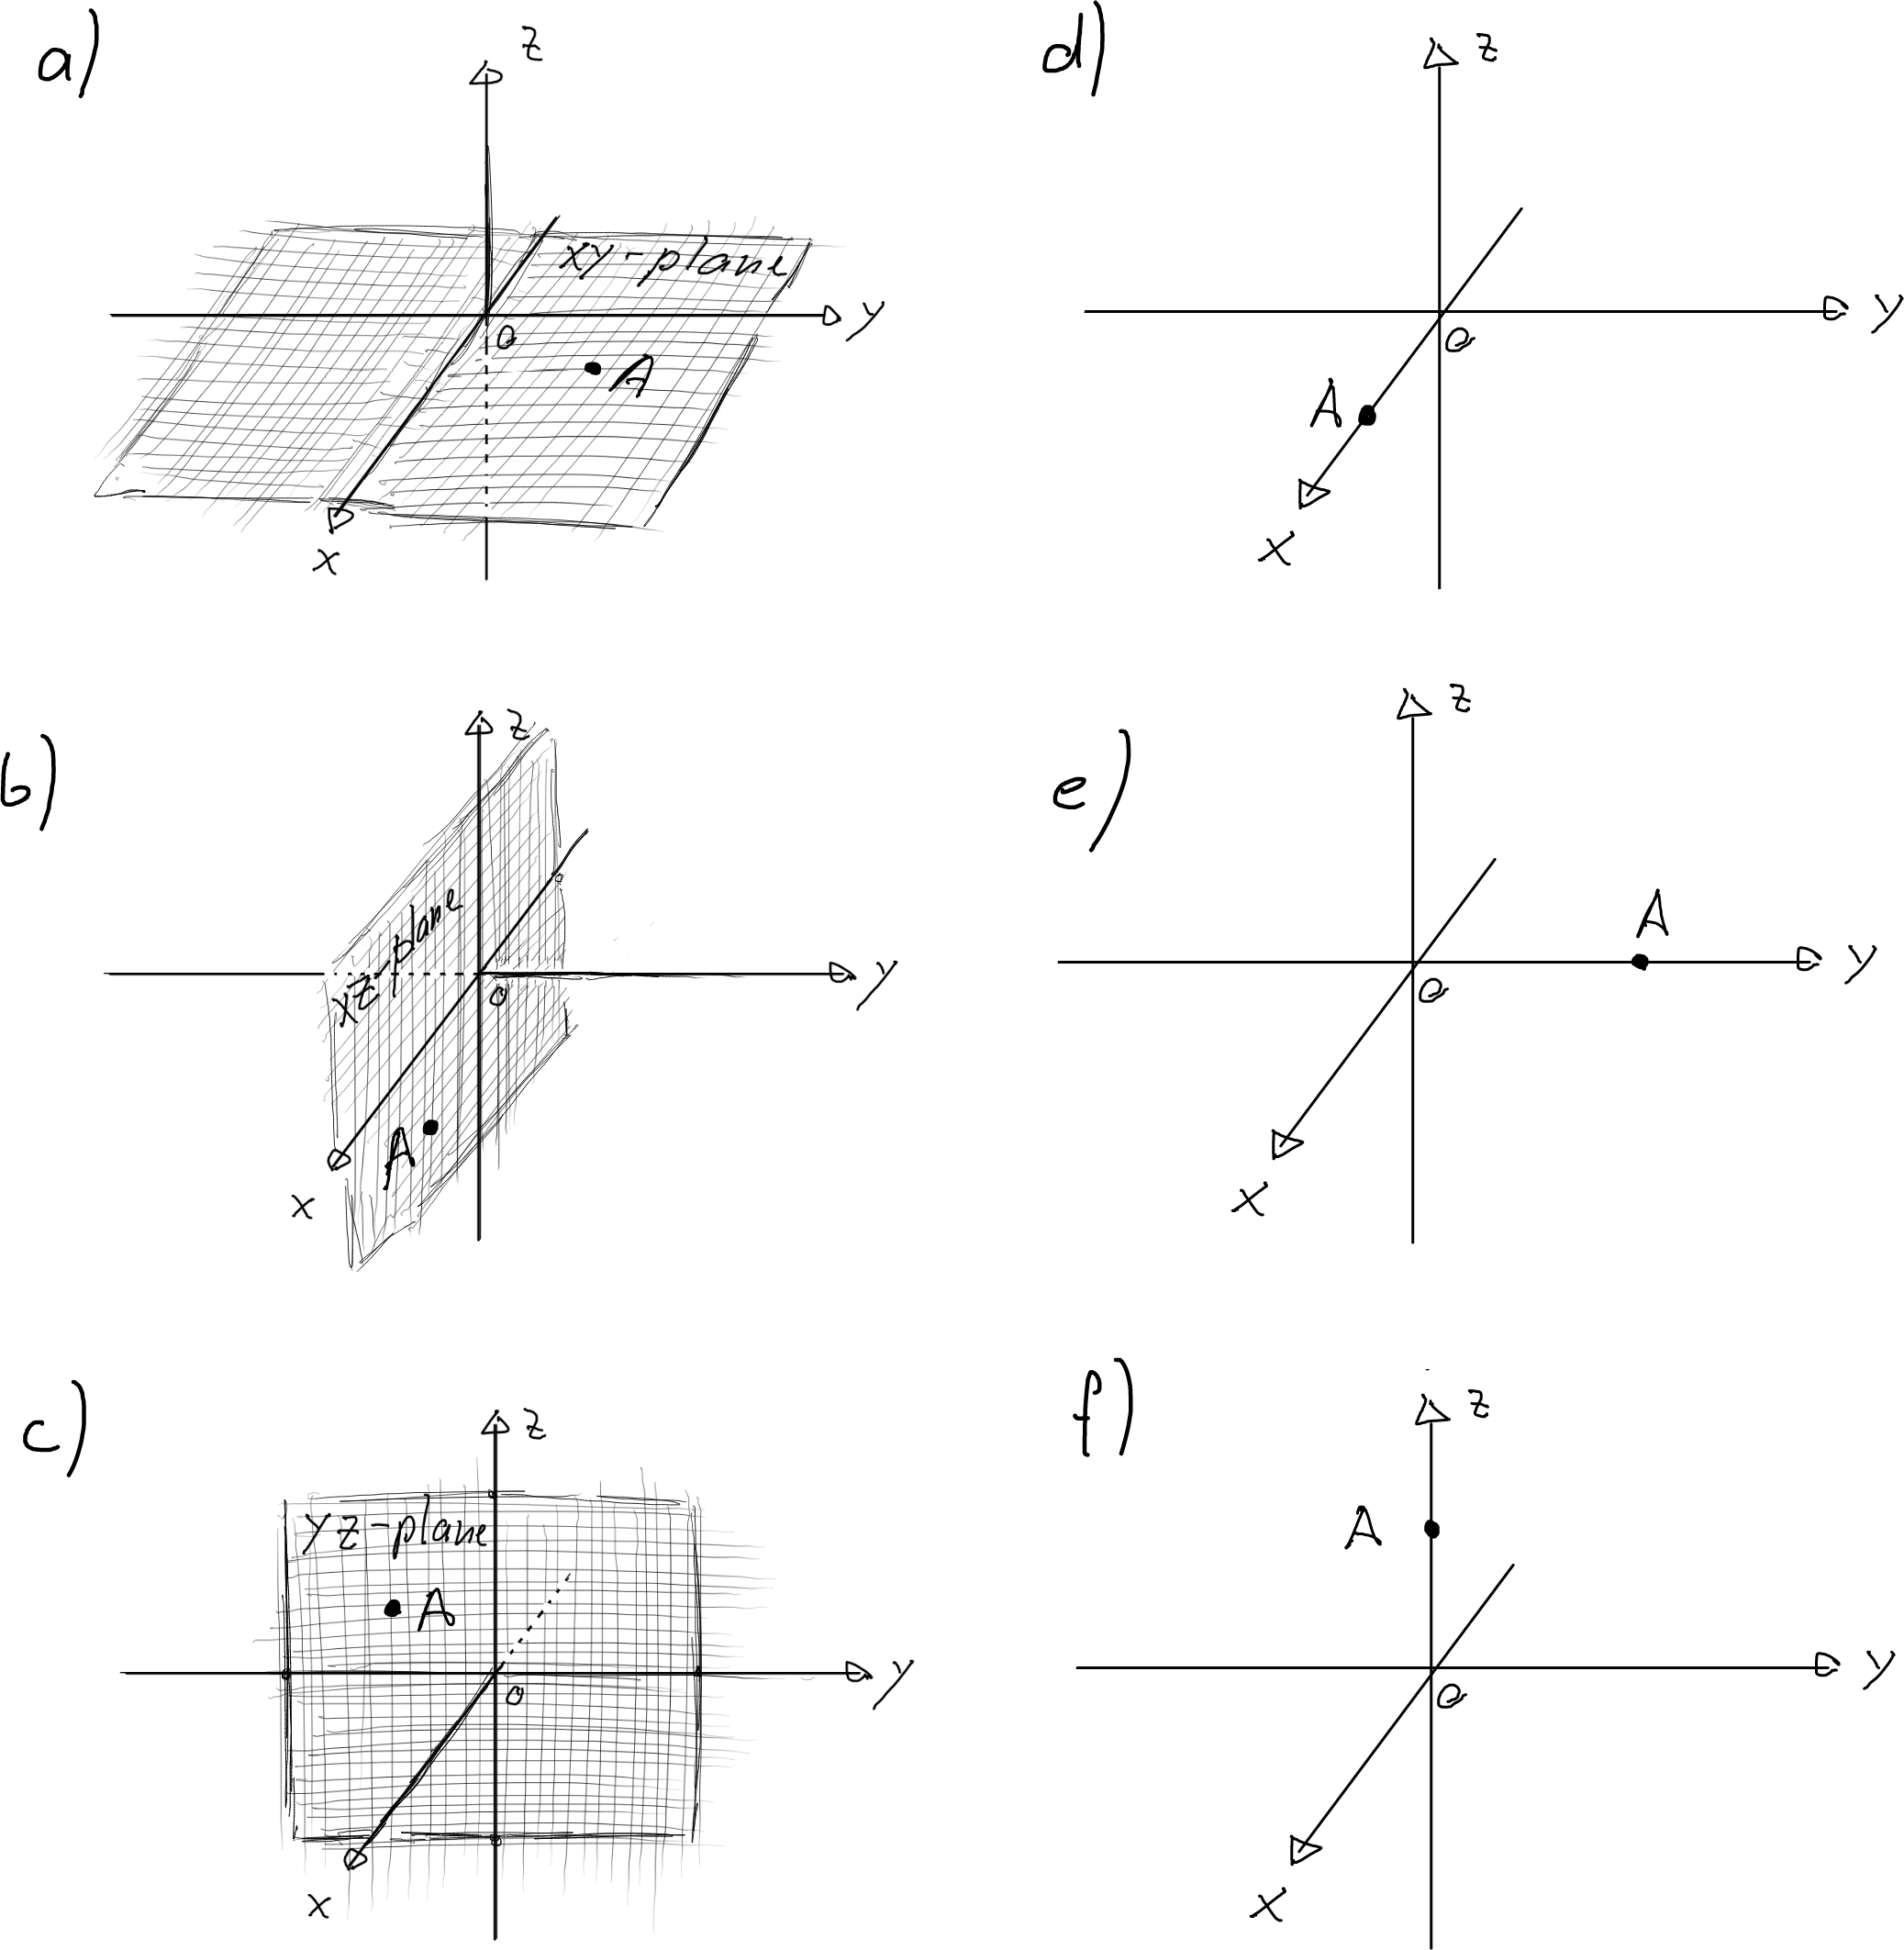 a)
z
xy-plane
y
O
A
x
b)
z
xz-plane
y
O
A
x
c)
z
yz-plane
A
y
O
x
d)
z
y
O
A
x
e)
z
A
y
O
x
f)
z
A
y
O
x